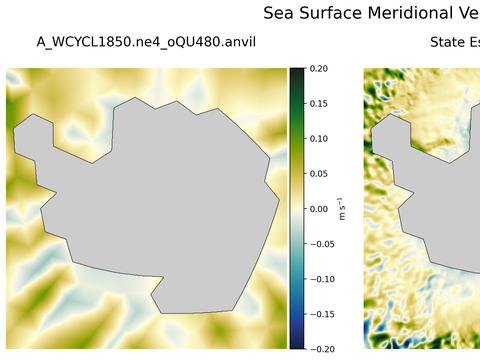 Sea Surface Meridional Ve
A_WCYCL1850.ne4_oQU480.anvil
State Es
0.20
0.15
0.10
0.05
0.00
−0.05
−0.10
−0.15
−0.20
m s⁻¹